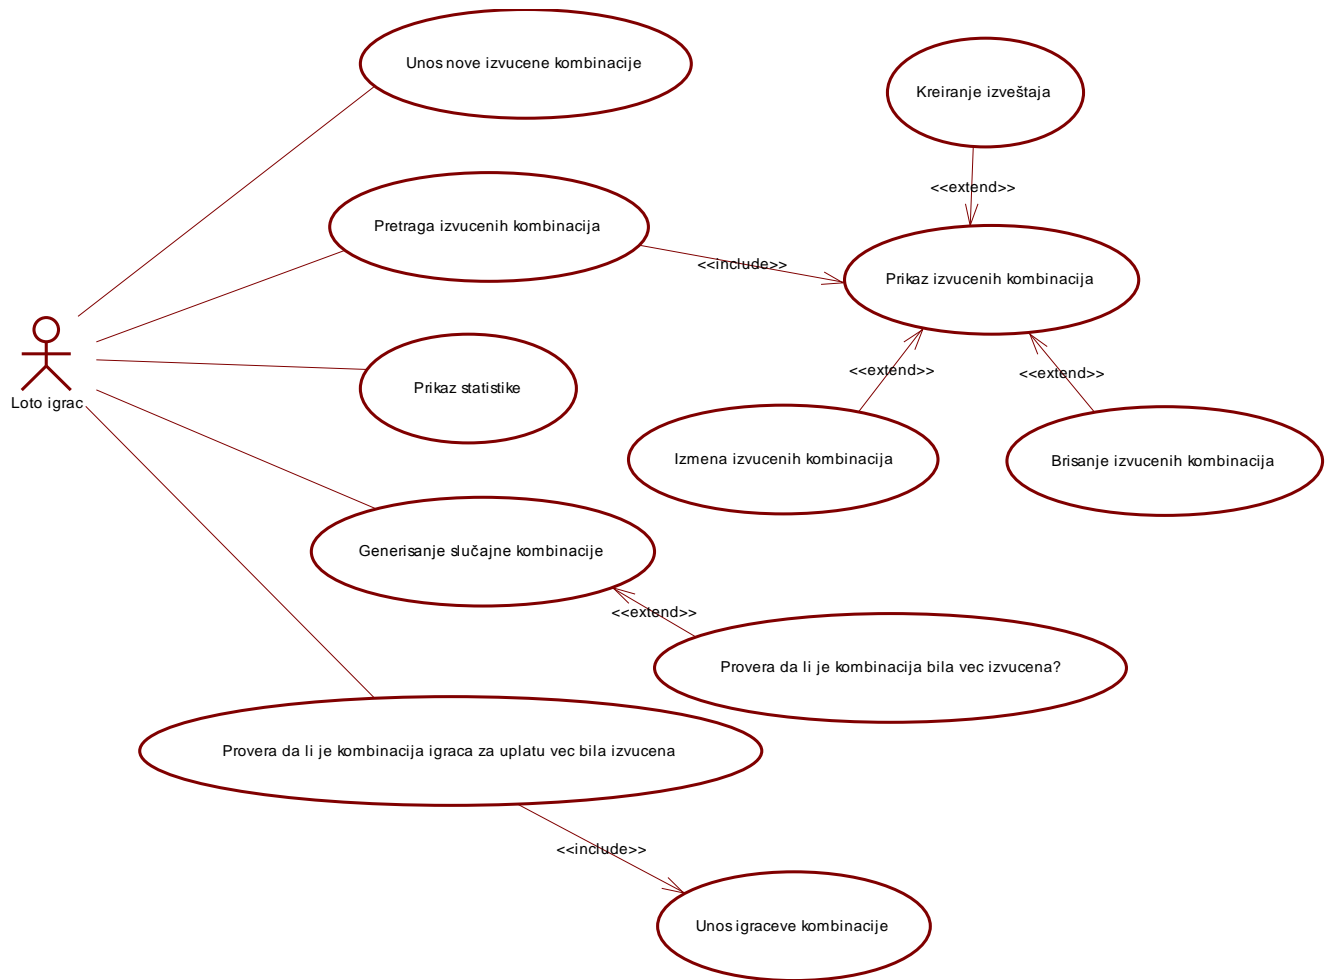 Unos nove izvucene kombinacije
Kreiranje izveštaja
<<extend>>
Pretraga izvucenih kombinacija
<<include>>
Prikaz izvucenih kombinacija
Loto igrac
Prikaz statistike
<<extend>>
<<extend>>
Izmena izvucenih kombinacija
Brisanje izvucenih kombinacija
Generisanje slučajne kombinacije
<<extend>>
Provera da li je kombinacija bila vec izvucena?
Provera da li je kombinacija igraca za uplatu vec bila izvucena
<<include>>
Unos igraceve kombinacije